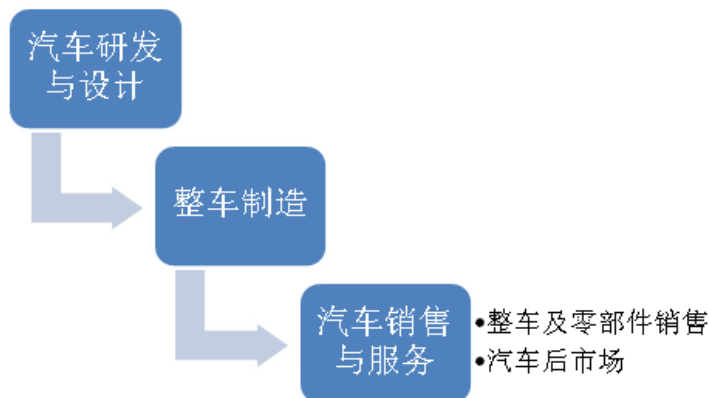 汽车研发
与设计
整车制造
汽车销售
与服务
•整车及零部件销售
•汽车后市场